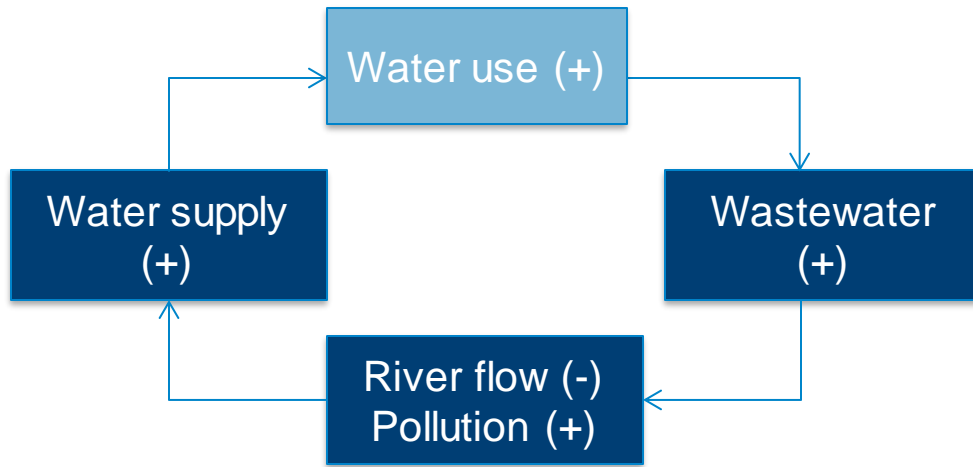 Water use (+)
Water supply
(+)
Wastewater
(+)
River flow (-)
Pollution (+)